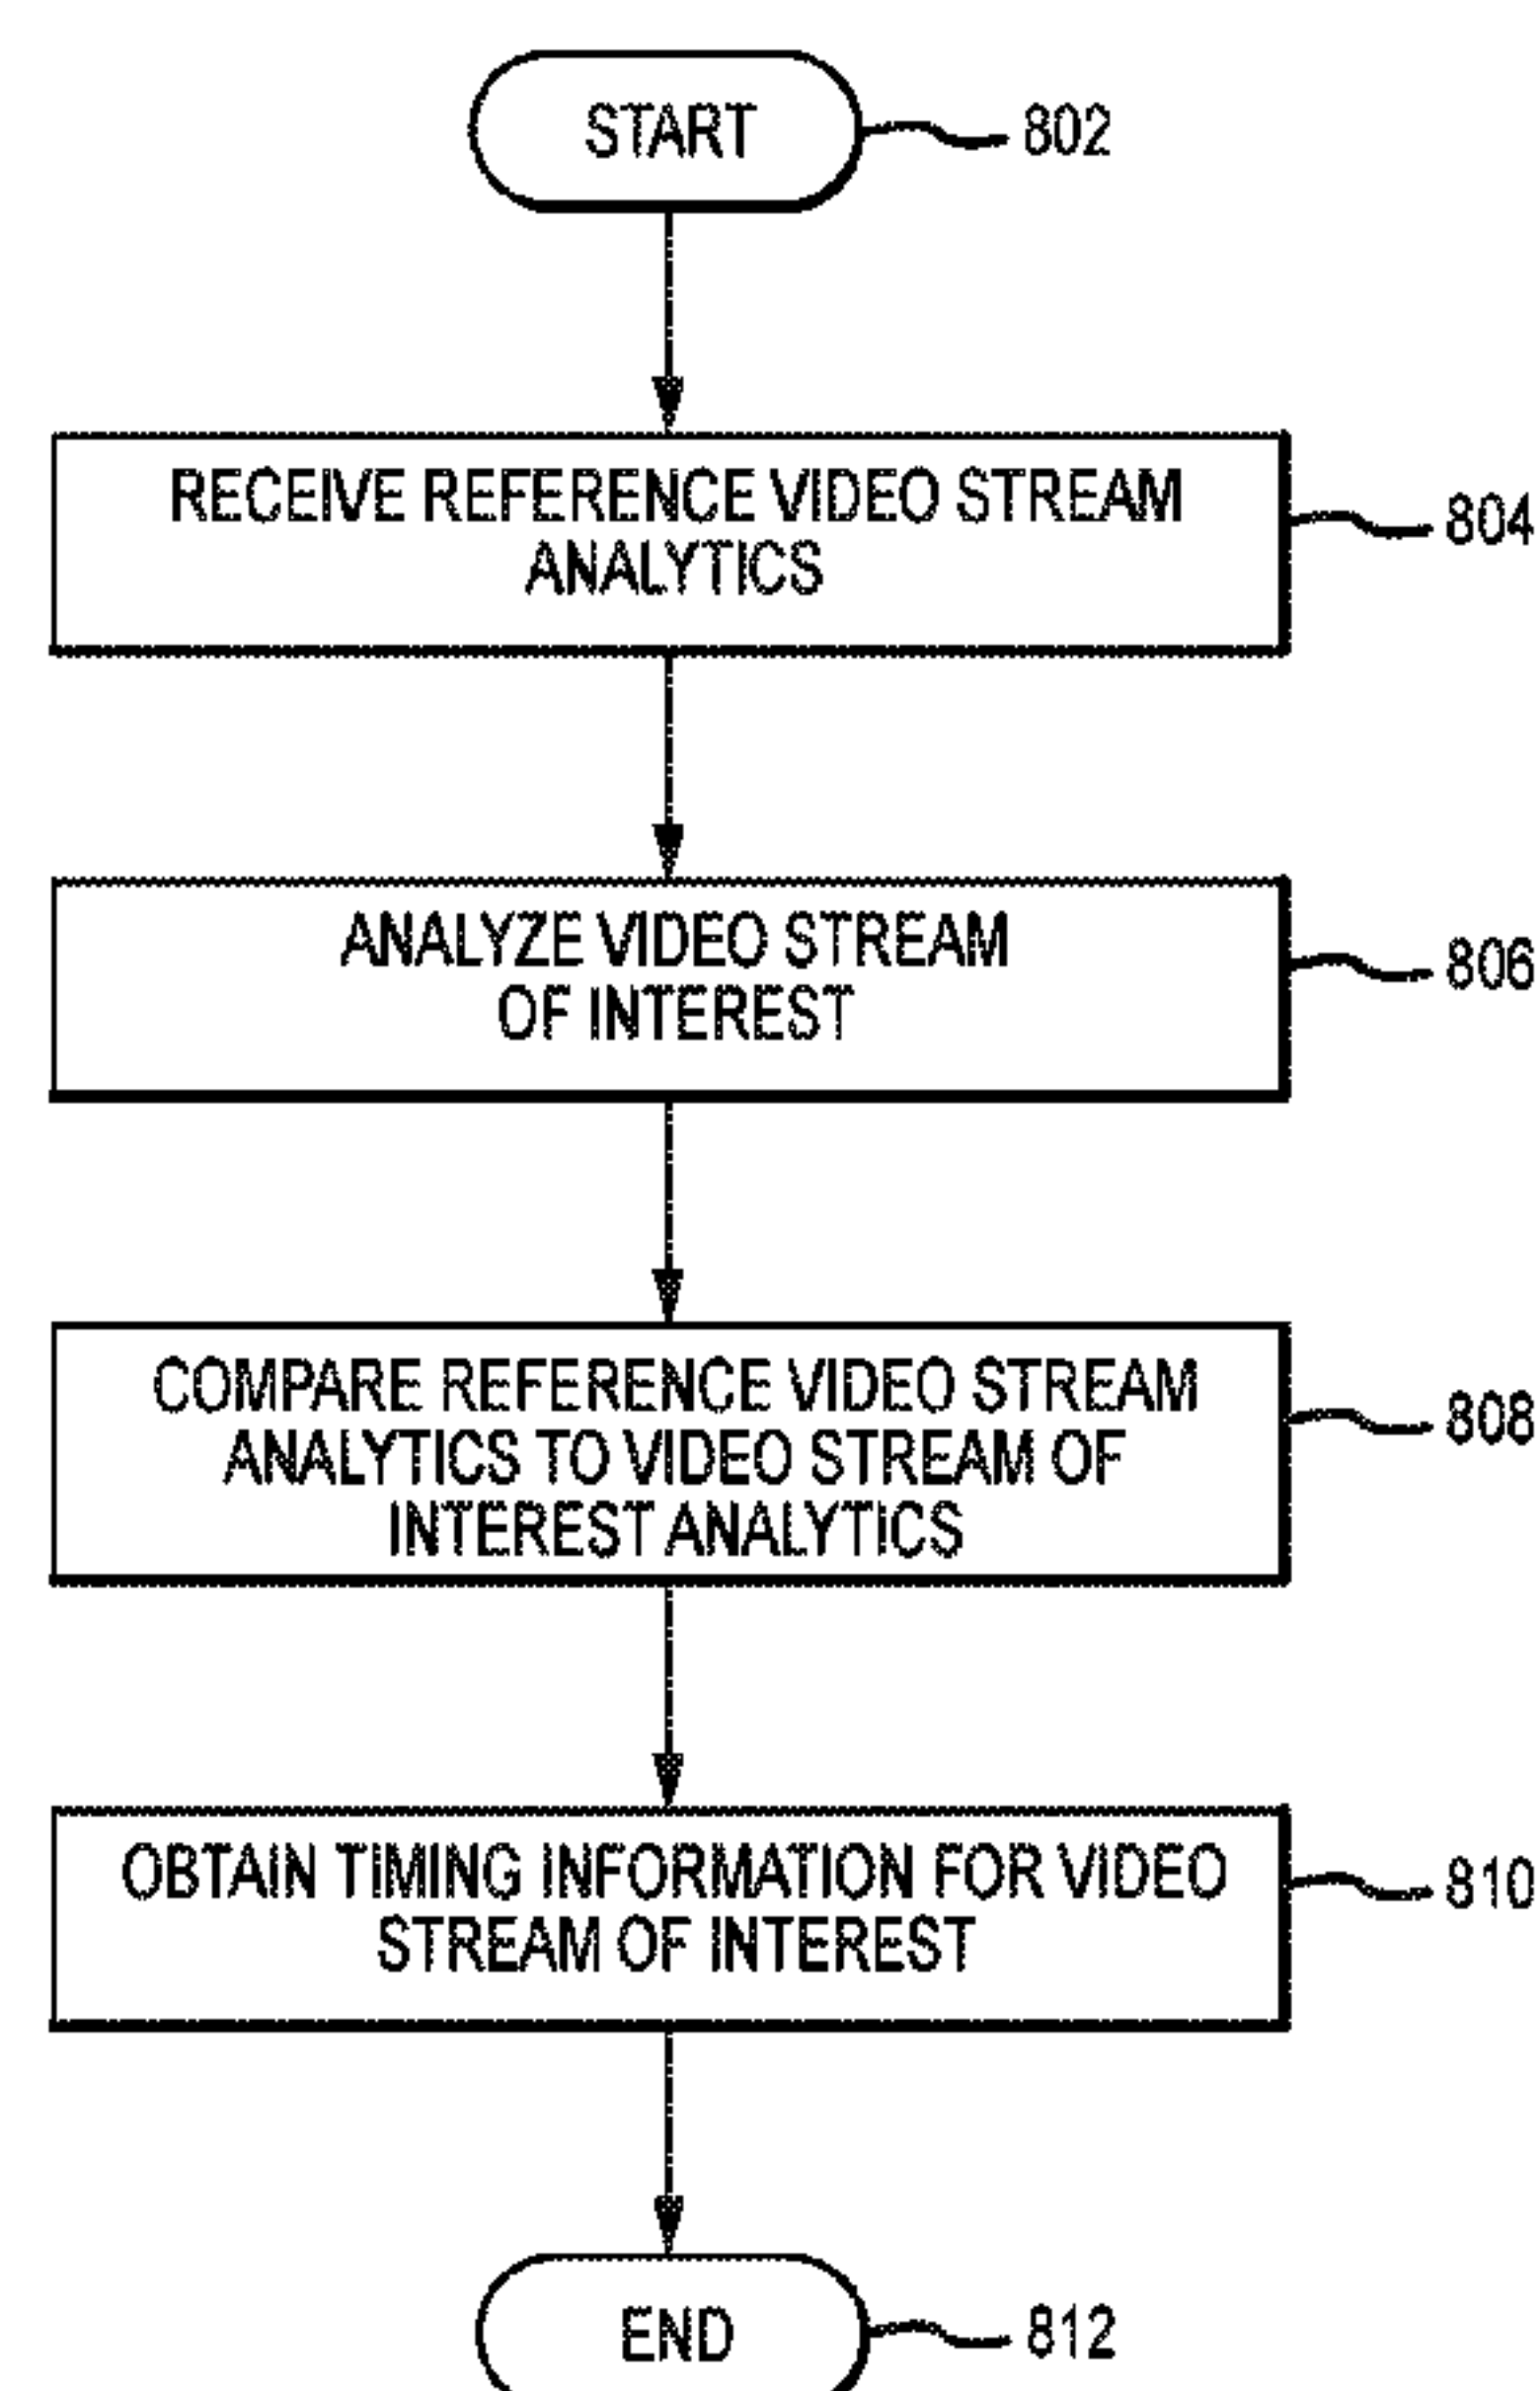 START
802
RECEIVE REFERENCE VIDEO STREAM
ANALYTICS
804
ANALYZE VIDEO STREAM
OF INTEREST
806
COMPARE REFERENCE VIDEO STREAM
ANALYTICS TO VIDEO STREAM OF
INTEREST ANALYTICS
808
OBTAIN TIMING INFORMATION FOR VIDEO
STREAM OF INTEREST
810
END
812